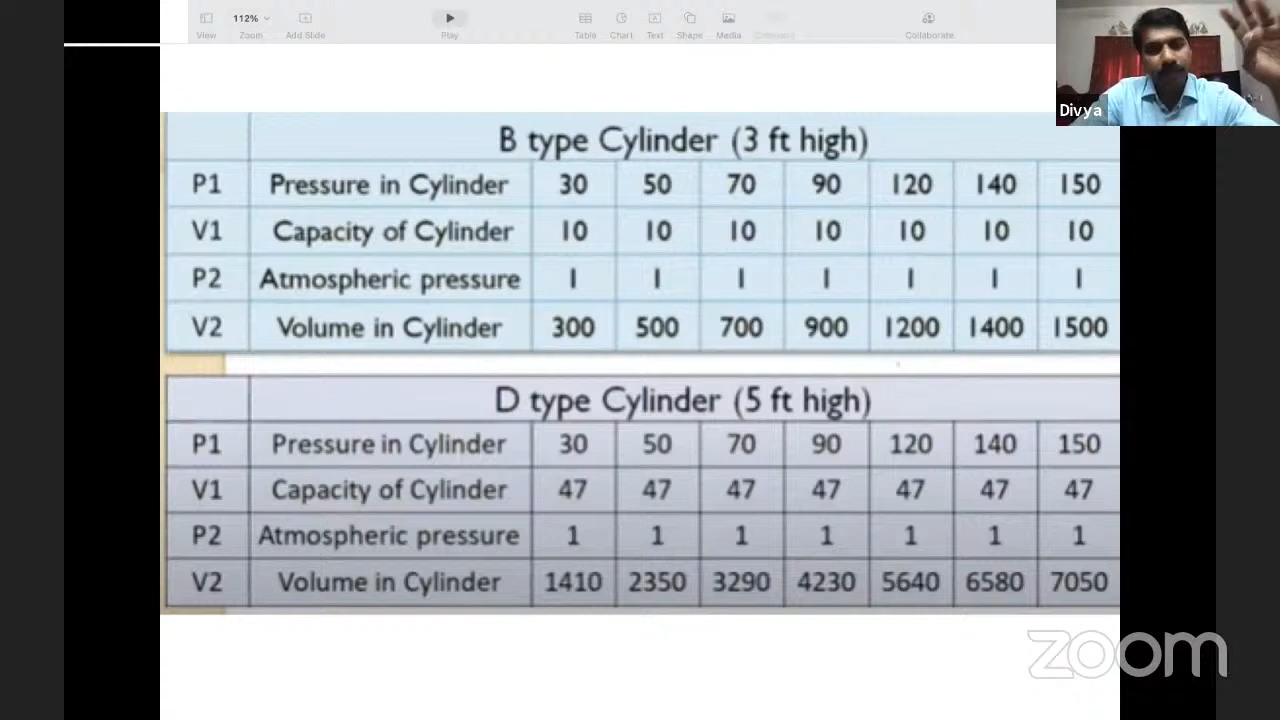 112%
View Zoom Add Slide Play Table Chart Text Shape Media Collaborate
Divya
B type Cylinder (3 ft high)
P1 Pressure in Cylinder 30 50 70 90 120 140 150
V1 Capacity of Cylinder 10 10 10 10 10 10 10
P2 Atmospheric pressure 1 1 1 1 1 1 1
V2 Volume in Cylinder 300 500 700 900 1200 1400 1500
D type Cylinder (5 ft high)
P1 Pressure in Cylinder 30 50 70 90 120 140 150
V1 Capacity of Cylinder 47 47 47 47 47 47 47
P2 Atmospheric pressure 1 1 1 1 1 1 1
V2 Volume in Cylinder 1410 2350 3290 4230 5640 6580 7050
zoom